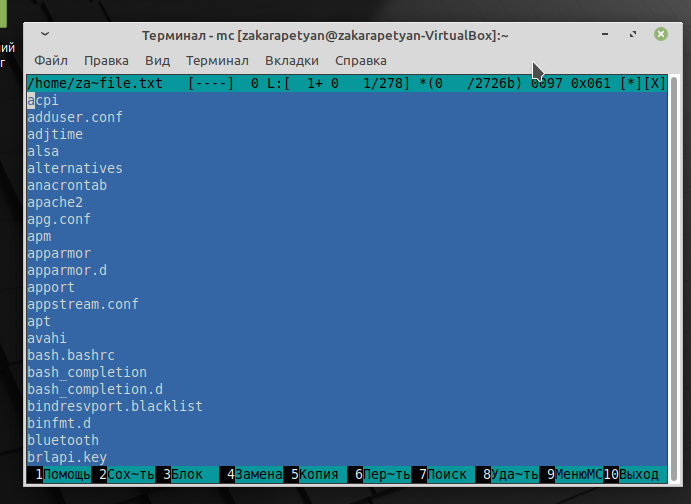 ий
г
Терминал - mc [zakarapetyan@zakarapetyan-VirtualBox]:~
Файл Правка Вид Терминал Вкладки Справка
/home/za~file.txt [----] 0 L:[ 1+ 0 1/278] *(0 /2726b) 0097 0x061 [*][X]
acpi
adduser.conf
adjtime
alsa
alternatives
anacrontab
apache2
apg.conf
apm
apparmor
apparmor.d
apport
appstream.conf
apt
avahi
bash.bashrc
bash_completion
bash_completion.d
bindresvport.blacklist
binfmt.d
bluetooth
brlapi.key
1Помощь 2Сох~ть 3Блок 4Замена 5Копия 6Пер~ть 7Поиск 8Уда~ть 9МенюMC 10Выход